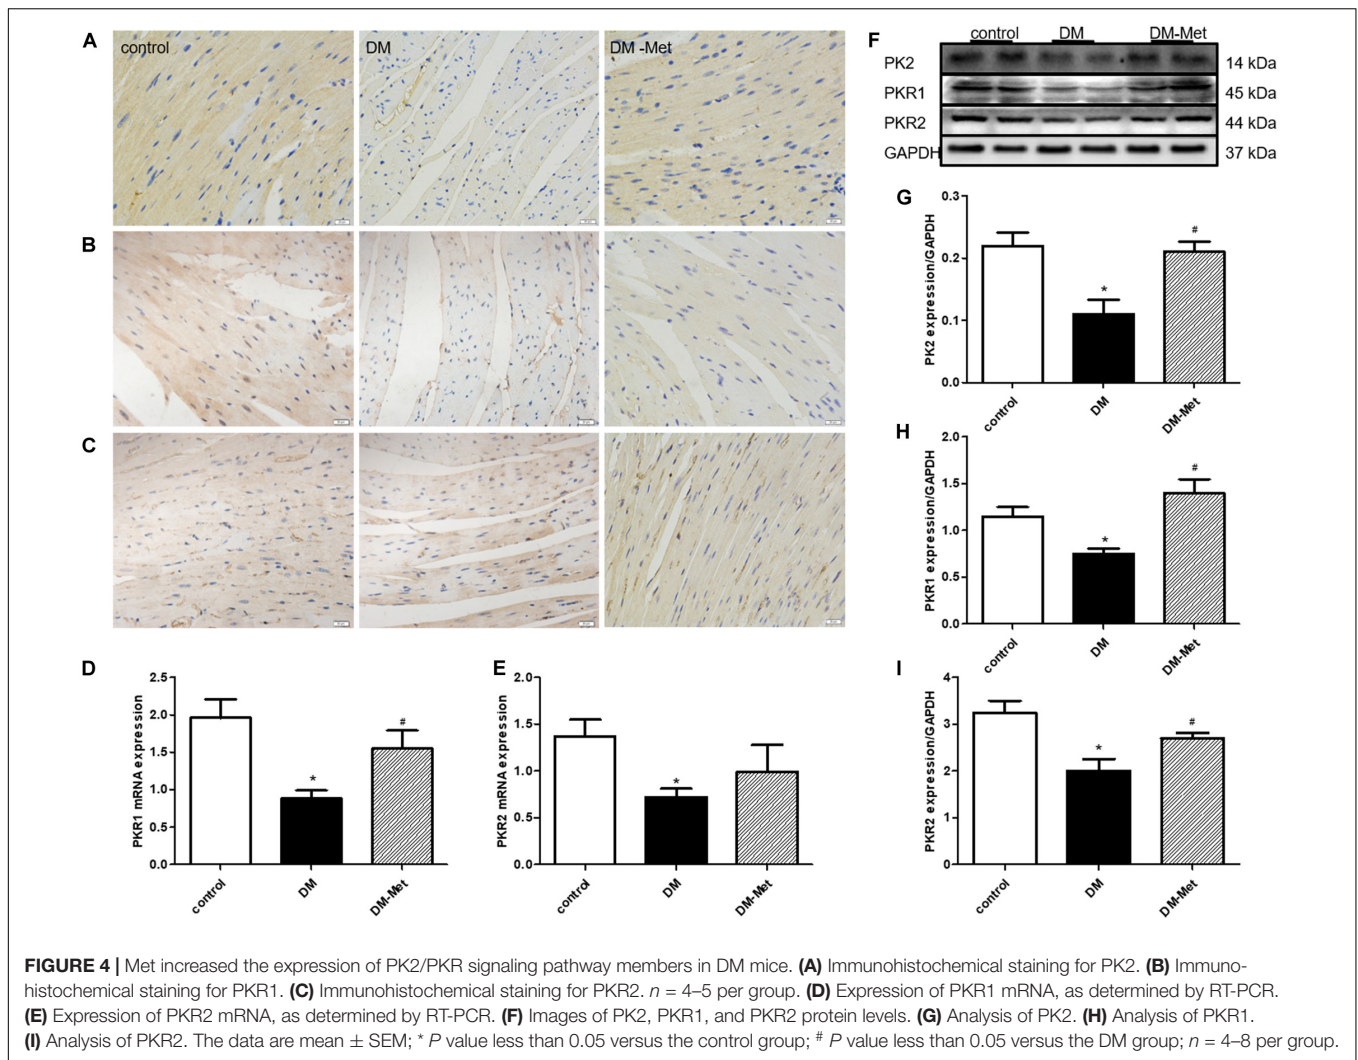 A
control
DM
DM -Met
B
C
D
PKR1 mRNA expression
2.5
2.0
1.5
1.0
0.5
0.0
*
#
control
DM
DM-Met
E
PKR2 mRNA expression
2.0
1.5
1.0
0.5
0.0
*
control
DM
DM-Met
F
control DM DM-Met
PK2 14 kDa
PKR1 45 kDa
PKR2 44 kDa
GAPDH 37 kDa
G
PK2 expression/GAPDH
0.3
0.2
0.1
0.0
*
#
control
DM
DM-Met
H
PKR1 expression/GAPDH
2.0
1.5
1.0
0.5
0.0
*
#
control
DM
DM-Met
I
PKR2 expression/GAPDH
4
3
2
1
0
*
#
control
DM
DM-Met
FIGURE 4 | Met increased the expression of PK2/PKR signaling pathway members in DM mice. (A) Immunohistochemical staining for PK2. (B) Immuno-
histochemical staining for PKR1. (C) Immunohistochemical staining for PKR2. n = 4–5 per group. (D) Expression of PKR1 mRNA, as determined by RT-PCR.
(E) Expression of PKR2 mRNA, as determined by RT-PCR. (F) Images of PK2, PKR1, and PKR2 protein levels. (G) Analysis of PK2. (H) Analysis of PKR1.
(I) Analysis of PKR2. The data are mean ± SEM; * P value less than 0.05 versus the control group; # P value less than 0.05 versus the DM group; n = 4–8 per group.